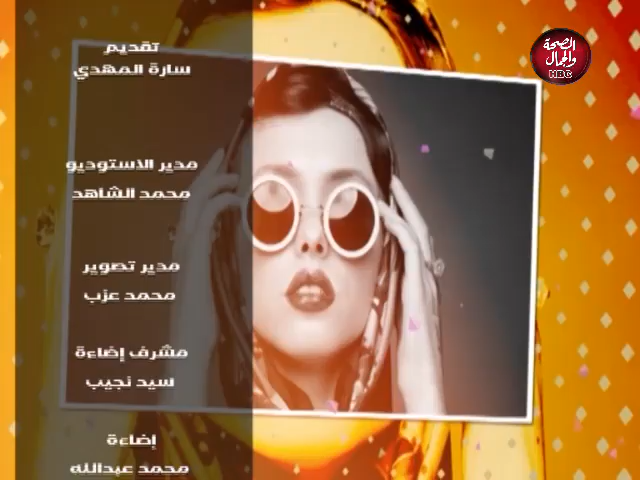 تقديم
سارة المهدي
مدير الاستوديو
محمد الشاهد
مدير تصوير
محمد عزب
مشرف إضاءة
سيد نجيب
إضاءة
محمد عبدالله
الصحة
والجمال
HBC